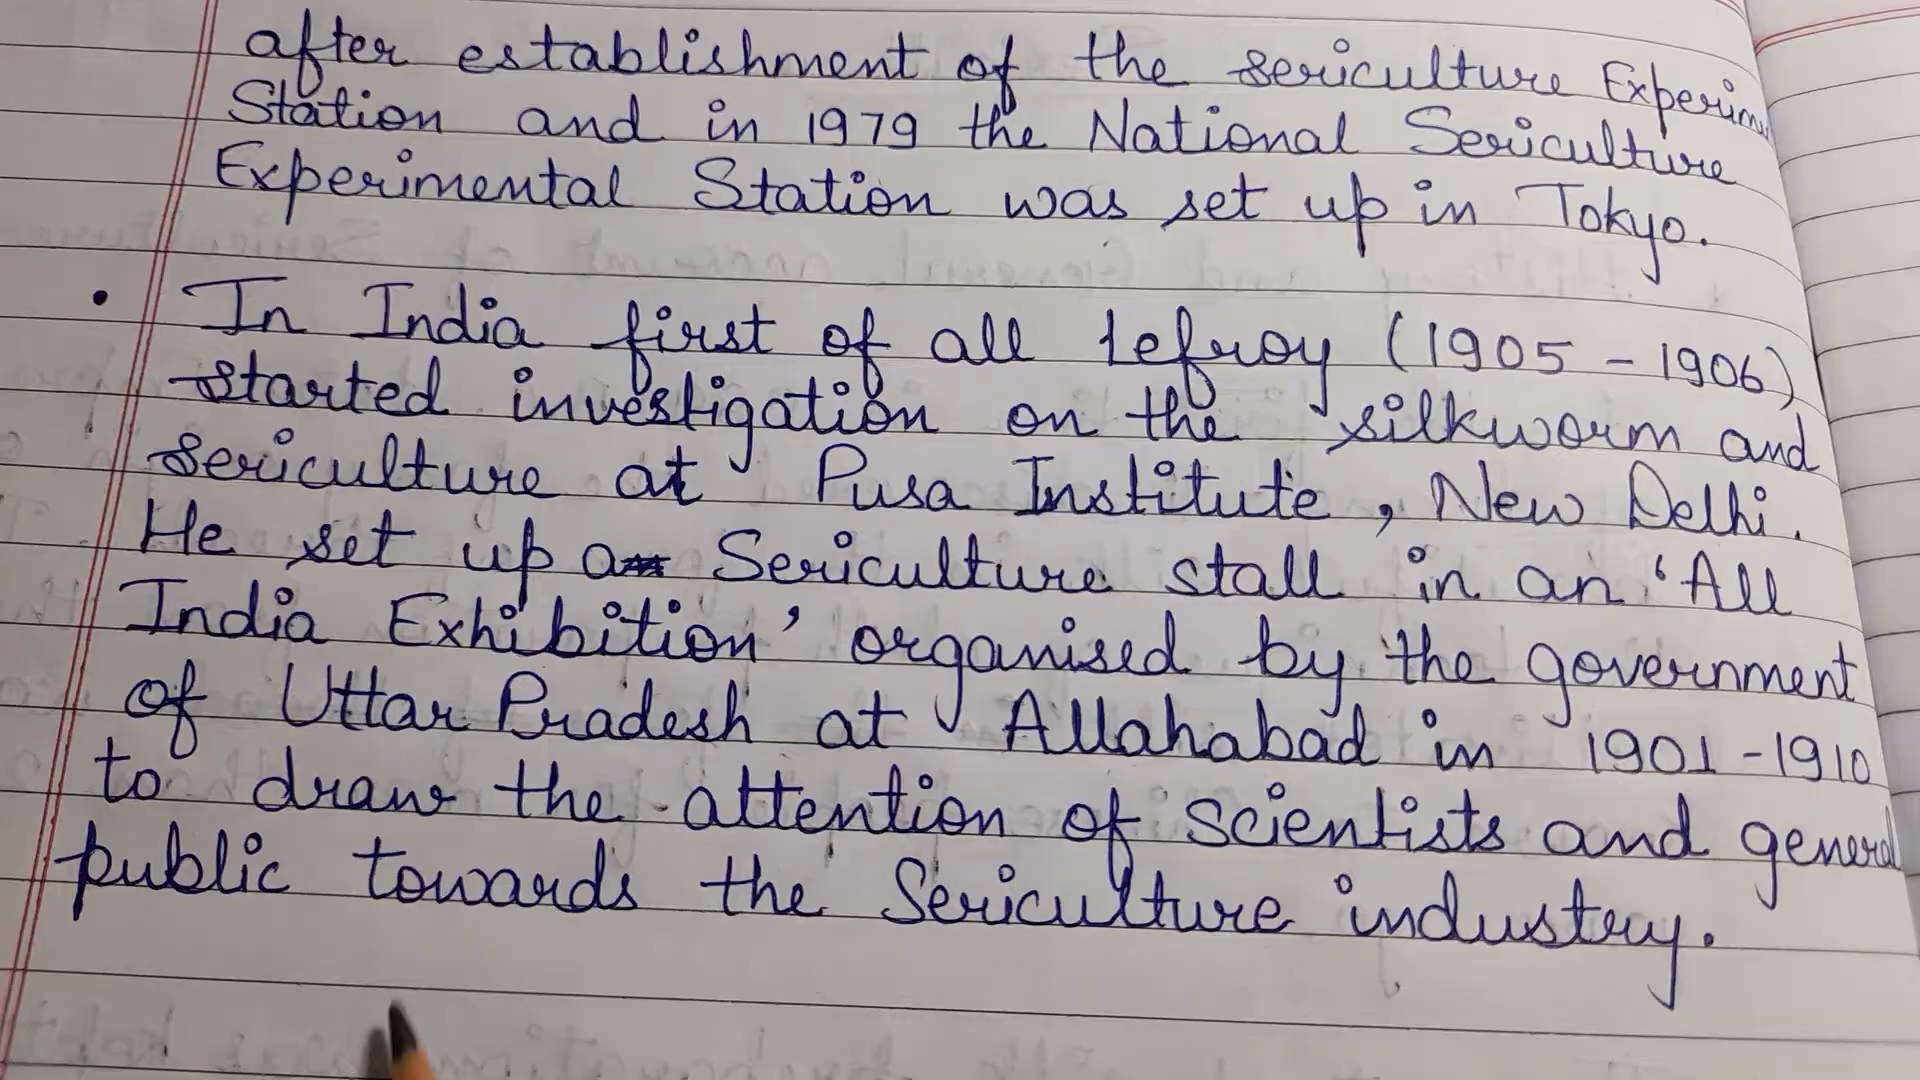 after establishment of the sericulture Experim
Station and in 1979 the National Sericulture
Experimental Station was set up in Tokyo.
• In India first of all Lefroy (1905 - 1906)
started investigation on the silkworm and
sericulture at Pusa Institute, New Delhi.
He set up a Sericulture stall in an 'All
India Exhibition' organised by the government
of Uttar Pradesh at Allahabad in 1901-1910
to draw the attention of scientists and general
public towards the Sericulture industry.